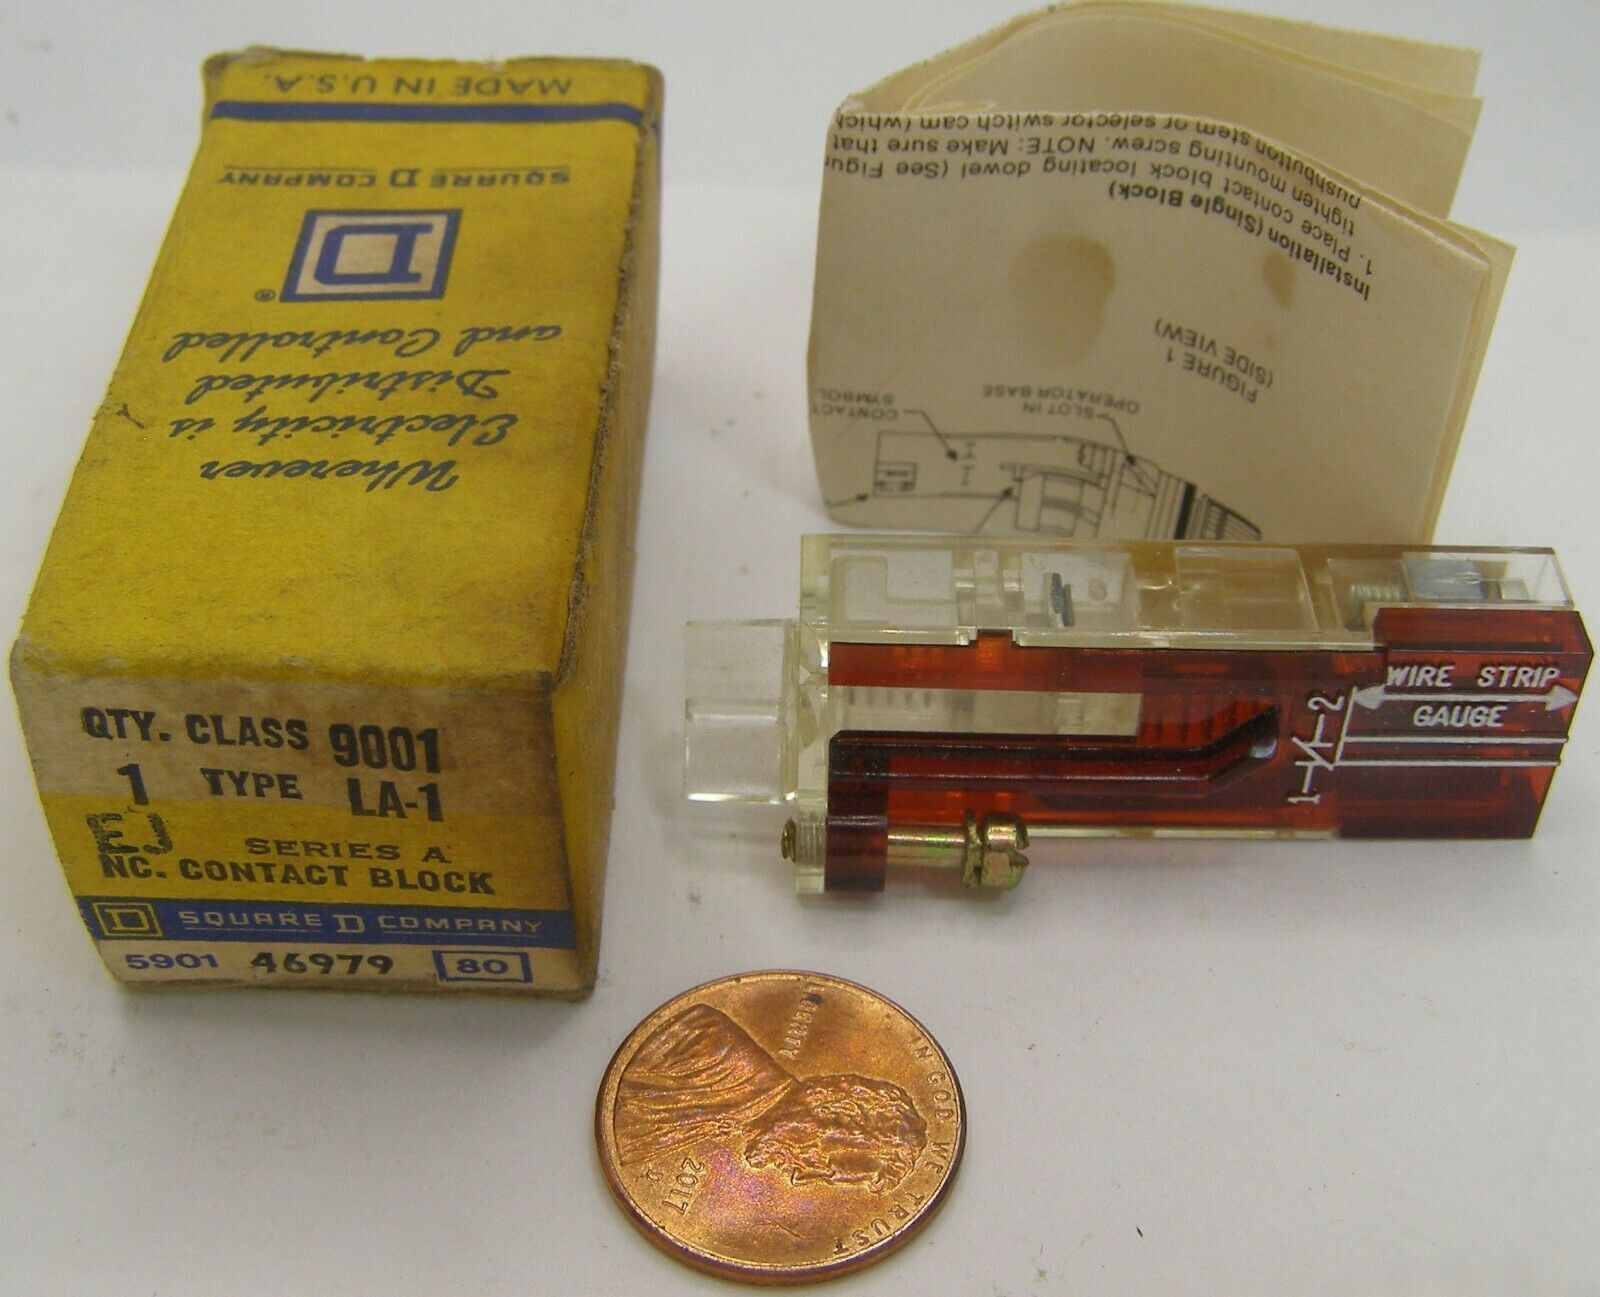 MADE IN U.S.A.
SQUARE D COMPANY
D
®
Wherever
Electricity is
Distributed
and Controlled
QTY. CLASS 9001
1 TYPE LA-1
EJ
SERIES A
NC. CONTACT BLOCK
D SQUARE D COMPANY
5901 46979 80
Installation (Single Block)
1. Place contact block locating dowel (See Figur
tighten mounting screw. NOTE: Make sure that
pushbutton stem or selector switch cam (which
FIGURE 1
(SIDE VIEW)
SLOT IN
OPERATOR BASE
CONTACT
SYMBOL
WIRE STRIP
GAUGE
1 2
IN GOD WE TRUST
LIBERTY
2017
D